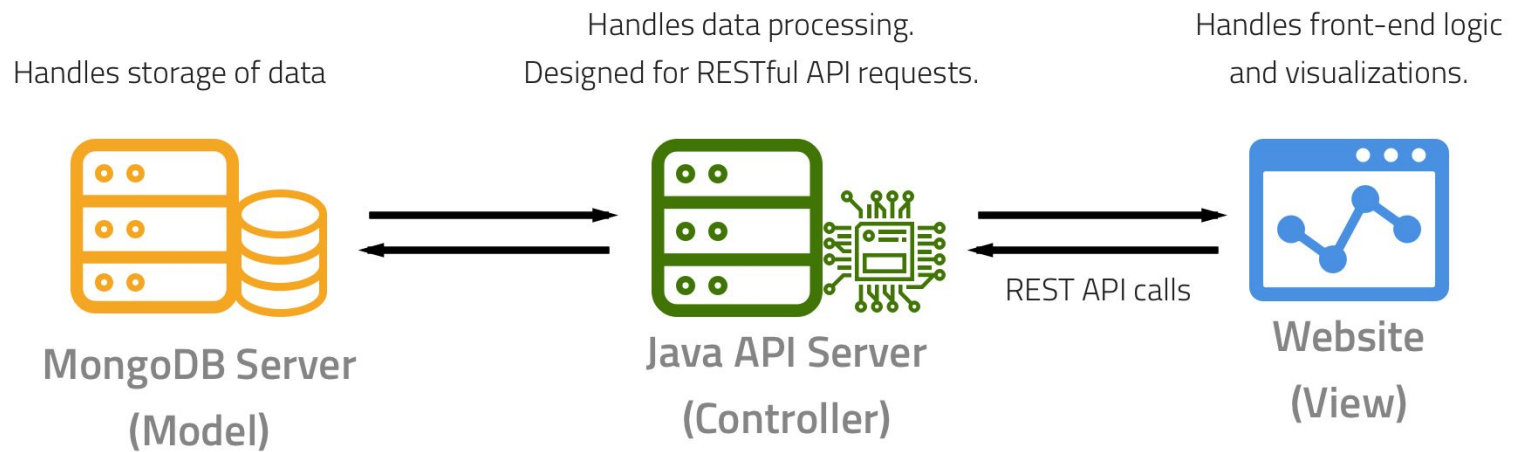 Handles storage of data
Handles data processing.
Designed for RESTful API requests.
Handles front-end logic
and visualizations.
REST API calls
MongoDB Server
(Model)
Java API Server
(Controller)
Website
(View)